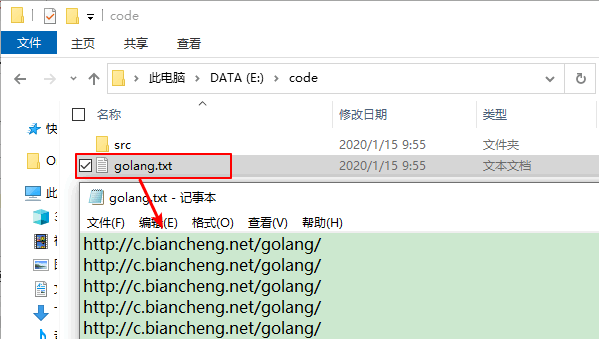 code
文件 主页 共享 查看
此电脑 DATA (E:) code
名称 修改日期 类型
src 2020/1/15 9:55 文件夹
golang.txt 2020/1/15 9:55 文本文档
golang.txt - 记事本
文件(F) 编辑(E) 格式(O) 查看(V) 帮助(H)
http://c.biancheng.net/golang/
http://c.biancheng.net/golang/
http://c.biancheng.net/golang/
http://c.biancheng.net/golang/
http://c.biancheng.net/golang/